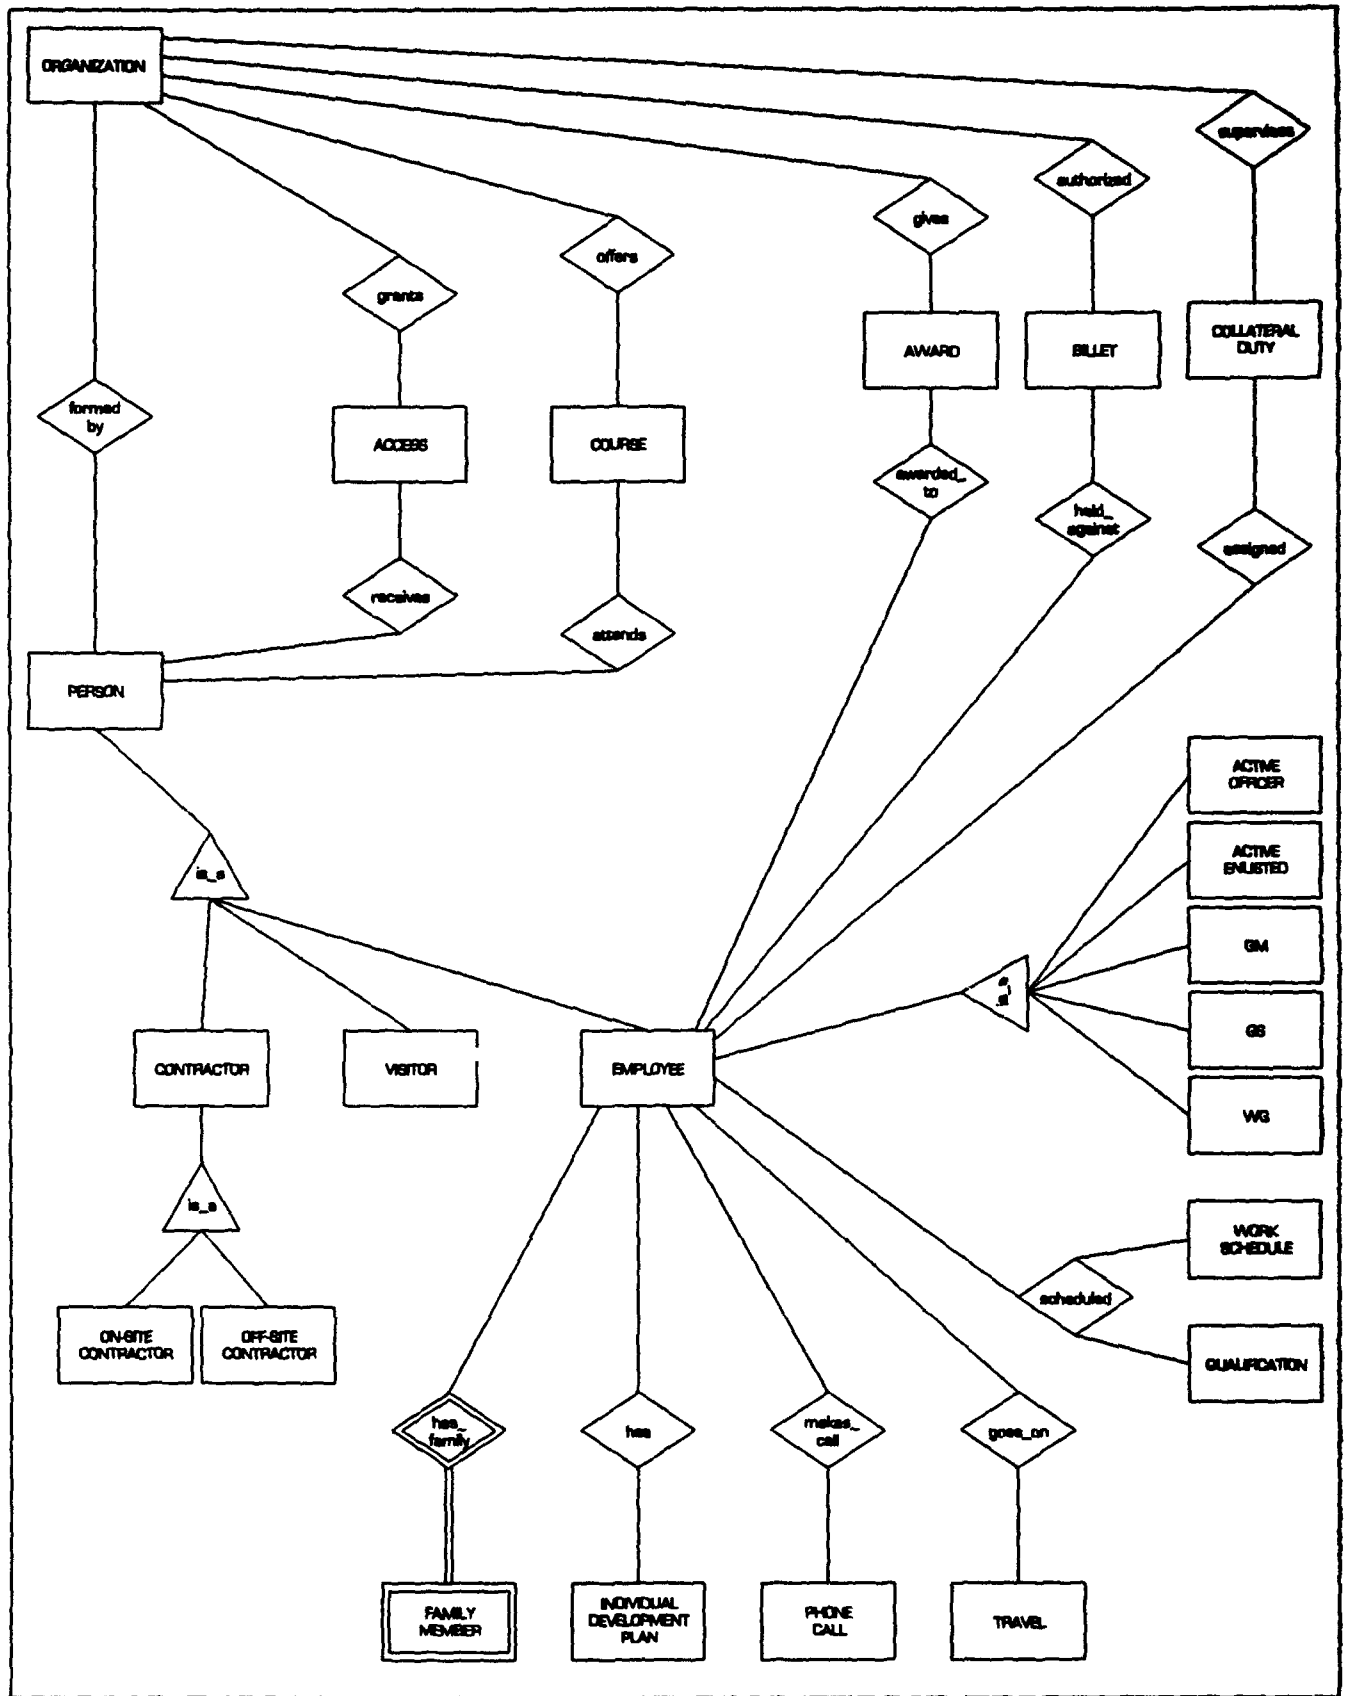 ORGANIZATION
supervises
authorized
gives
offers
grants
AWARD
BILLET
COLLATERAL
DUTY
formed
by
ACCESS
COURSE
awarded_
to
held_
against
assigned
receives
attends
PERSON
ACTIVE
OFFICER
ACTIVE
ENLISTED
is_a
GM
is_a
GS
CONTRACTOR
VISITOR
EMPLOYEE
WG
is_a
WORK
SCHEDULE
scheduled
ON-SITE
CONTRACTOR
OFF-SITE
CONTRACTOR
QUALIFICATION
has_
family
has
makes_
call
goes_on
FAMILY
MEMBER
INDIVIDUAL
DEVELOPMENT
PLAN
PHONE
CALL
TRAVEL